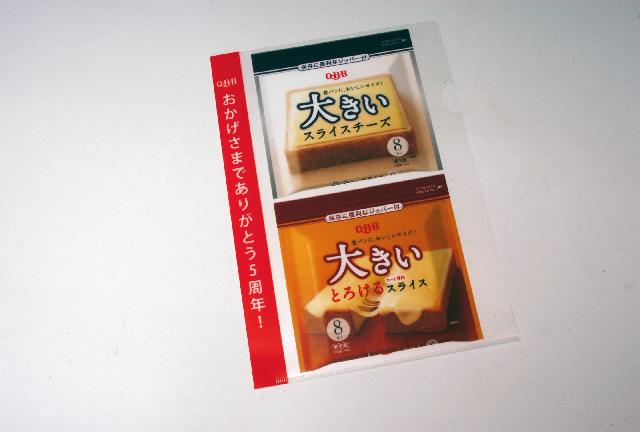 QBB
おかげさまでありがとう5周年!
保存に便利なジッパー付
QBB
食パンに、おいしいサイズ!
大きい
スライスチーズ
8
保存に便利なジッパー付
QBB
食パンに、おいしいサイズ!
大きい
とろけるスライス
8